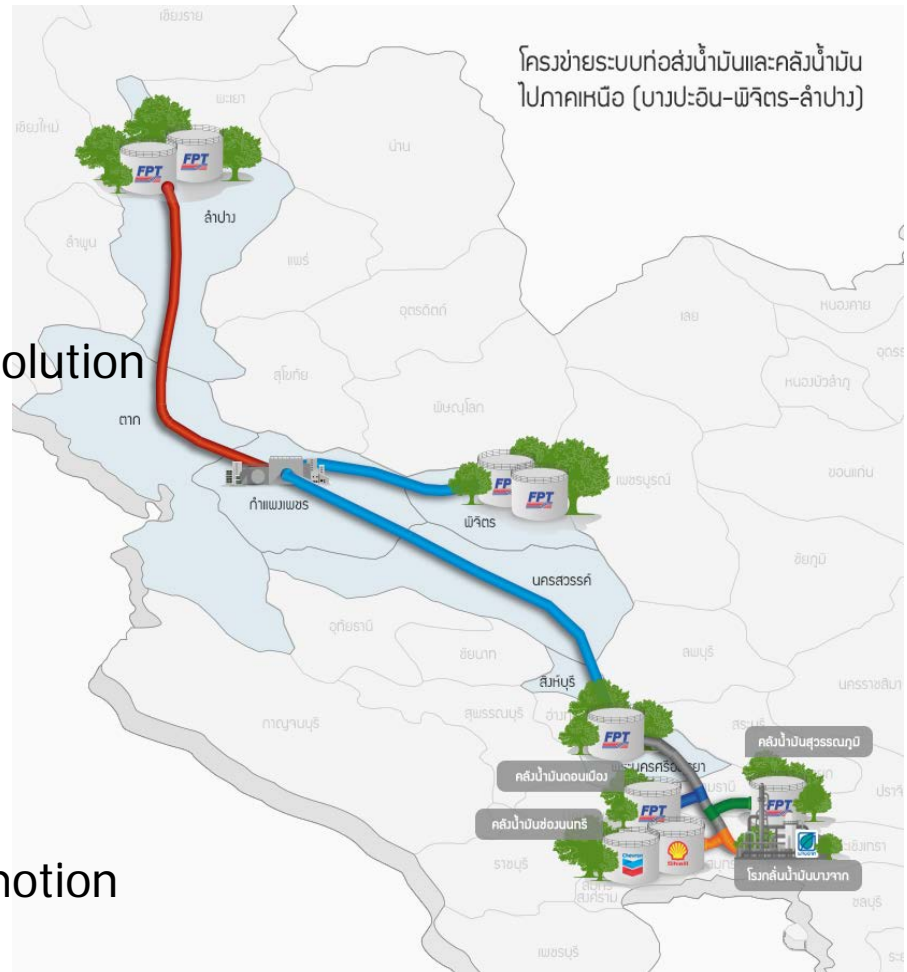 เชียงราย
โครงข่ายระบบท่อส่งน้ำมันและคลังน้ำมัน
ไปภาคเหนือ (บางปะอิน-พิจิตร-ลำปาง)
พะเยา
เชียงใหม่
น่าน
FPT
FPT
ลำปาง
ลำพูน
แพร่
อุตรดิตถ์
เลย
หนองคาย
olution
สุโขทัย
หนองบัวลำภู
ตาก
พิษณุโลก
ขอนแก่น
เพชรบูรณ์
FPT
กำแพงเพชร
พิจิตร
ชัยภูมิ
นครสวรรค์
อุทัยธานี
ชัยนาท
ลพบุรี
สิงห์บุรี
นครราชสีมา
กาญจนบุรี
สุพรรณบุรี
สระบุรี
FPT
คลังน้ำมันสุวรรณภูมิ
คลังน้ำมันดอนเมือง
FPT
FPT
คลังน้ำมันช่องนนทรี
Chevron
Shell
โรงกลั่นน้ำมันบางจาก
ราชบุรี
ชลบุรี
notion
เพชรบุรี